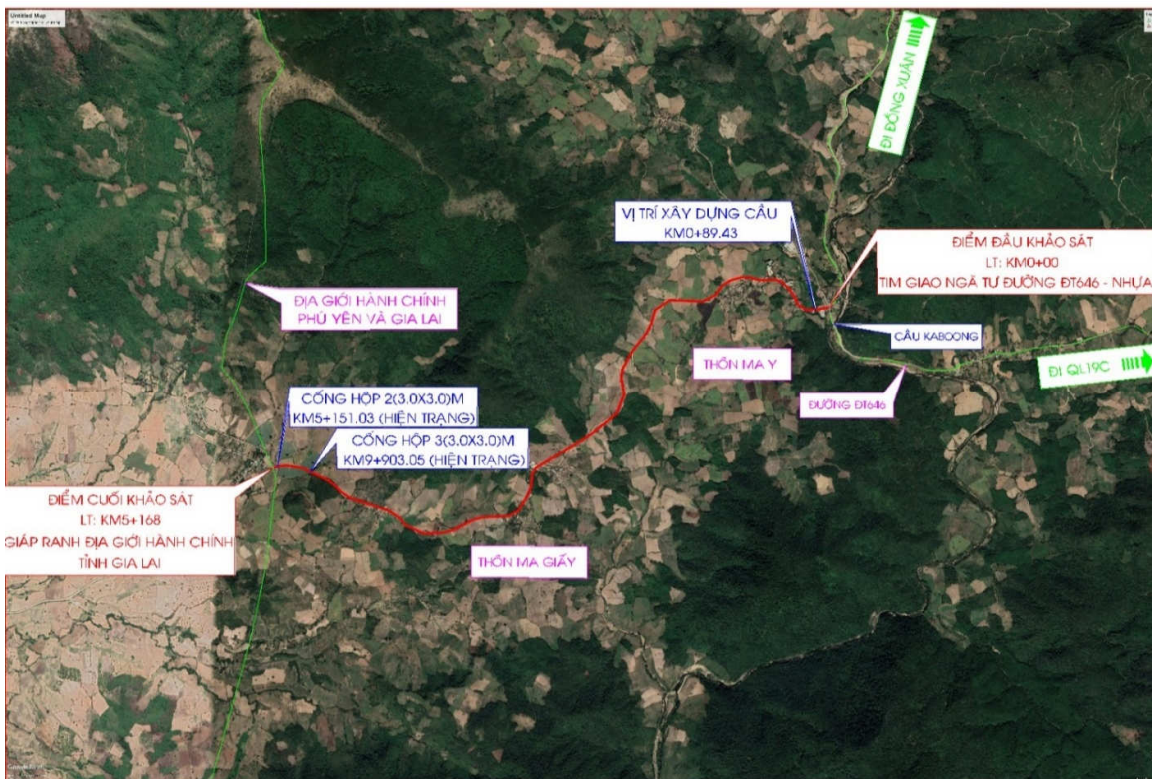 Untitled Map
ĐI ĐỒNG XUÂN
VỊ TRÍ XÂY DỰNG CẦU
KM0+89.43
ĐIỂM ĐẦU KHẢO SÁT
LT: KM0+00
TIM GIAO NGÃ TƯ ĐƯỜNG ĐT646 - NHỰA
ĐỊA GIỚI HÀNH CHÍNH
PHÚ YÊN VÀ GIA LAI
CẦU KABOONG
THÔN MA Y
ĐI QL19C
ĐƯỜNG ĐT646
CỐNG HỘP 2(3.0X3.0)M
KM5+151.03 (HIỆN TRẠNG)
CỐNG HỘP 3(3.0X3.0)M
KM9+903.05 (HIỆN TRẠNG)
ĐIỂM CUỐI KHẢO SÁT
LT: KM5+168
GIÁP RANH ĐỊA GIỚI HÀNH CHÍNH
TỈNH GIA LAI
THÔN MA GIẤY